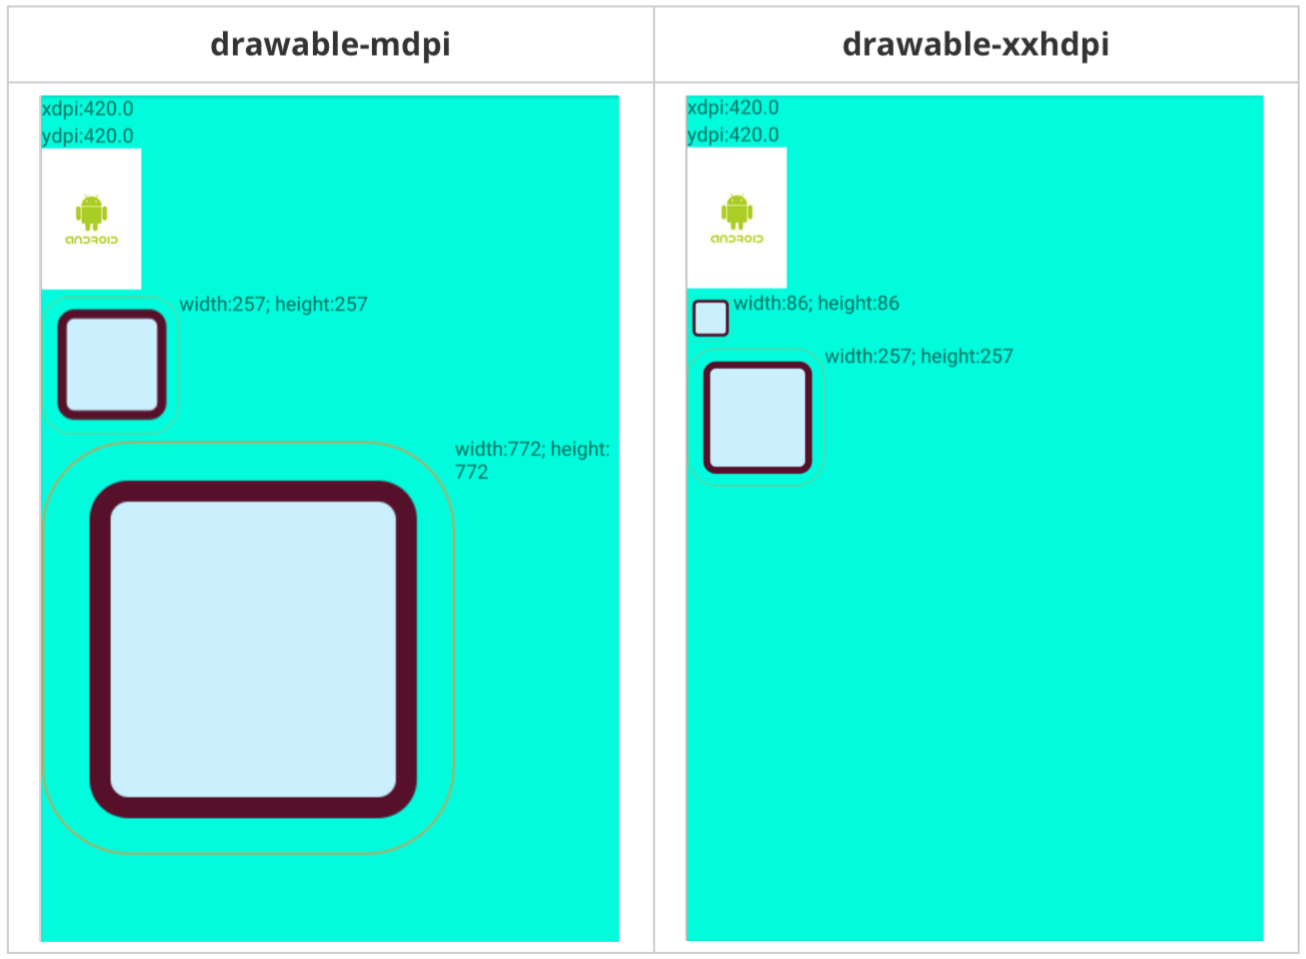 drawable-mdpi
drawable-xxhdpi
xdpi:420.0
ydpi:420.0
ANDROID
width:257; height:257
width:772; height:
772
xdpi:420.0
ydpi:420.0
ANDROID
width:86; height:86
width:257; height:257